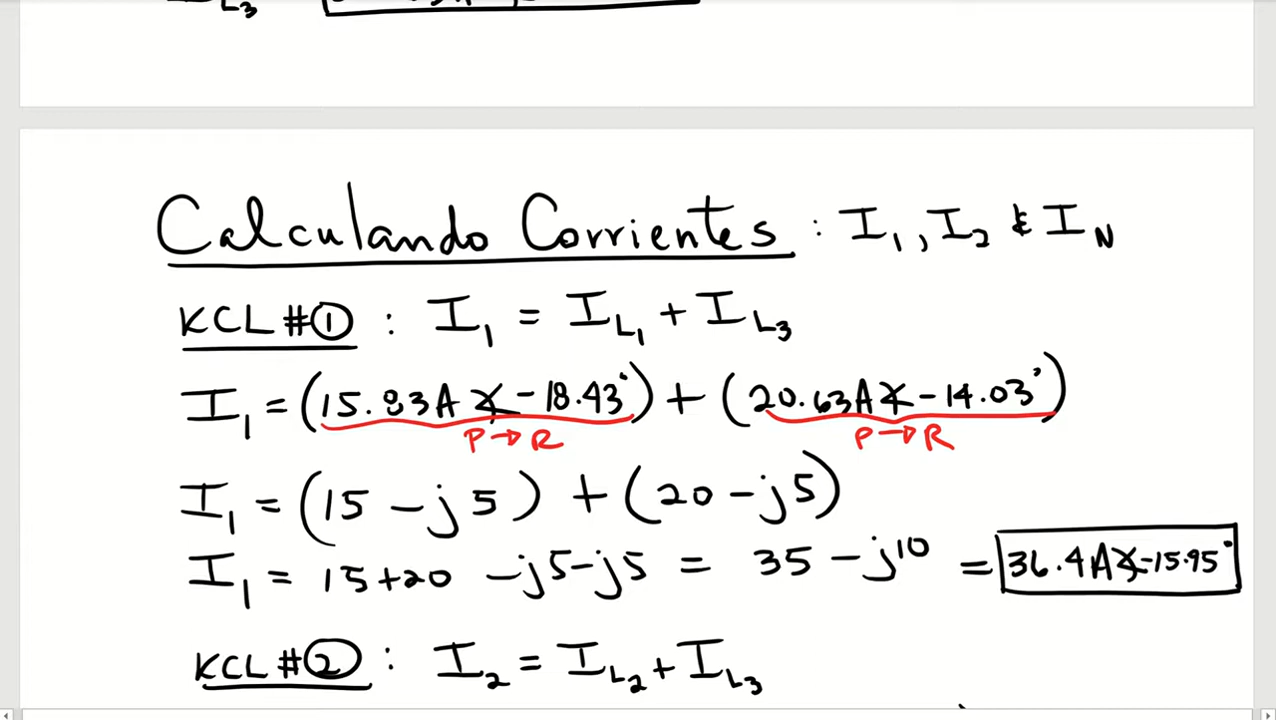 L3
Calculando Corrientes : I1, I2 & IN
KCL #① : I1 = IL1 + IL3
I1 = (15.83A∡-18.43°) + (20.63A∡-14.03°)
P→R P→R
I1 = (15 - j5) + (20 - j5)
I1 = 15+20 -j5-j5 = 35 - j10 = 36.4A∡-15.95°
KCL #② : I2 = IL2 + IL3